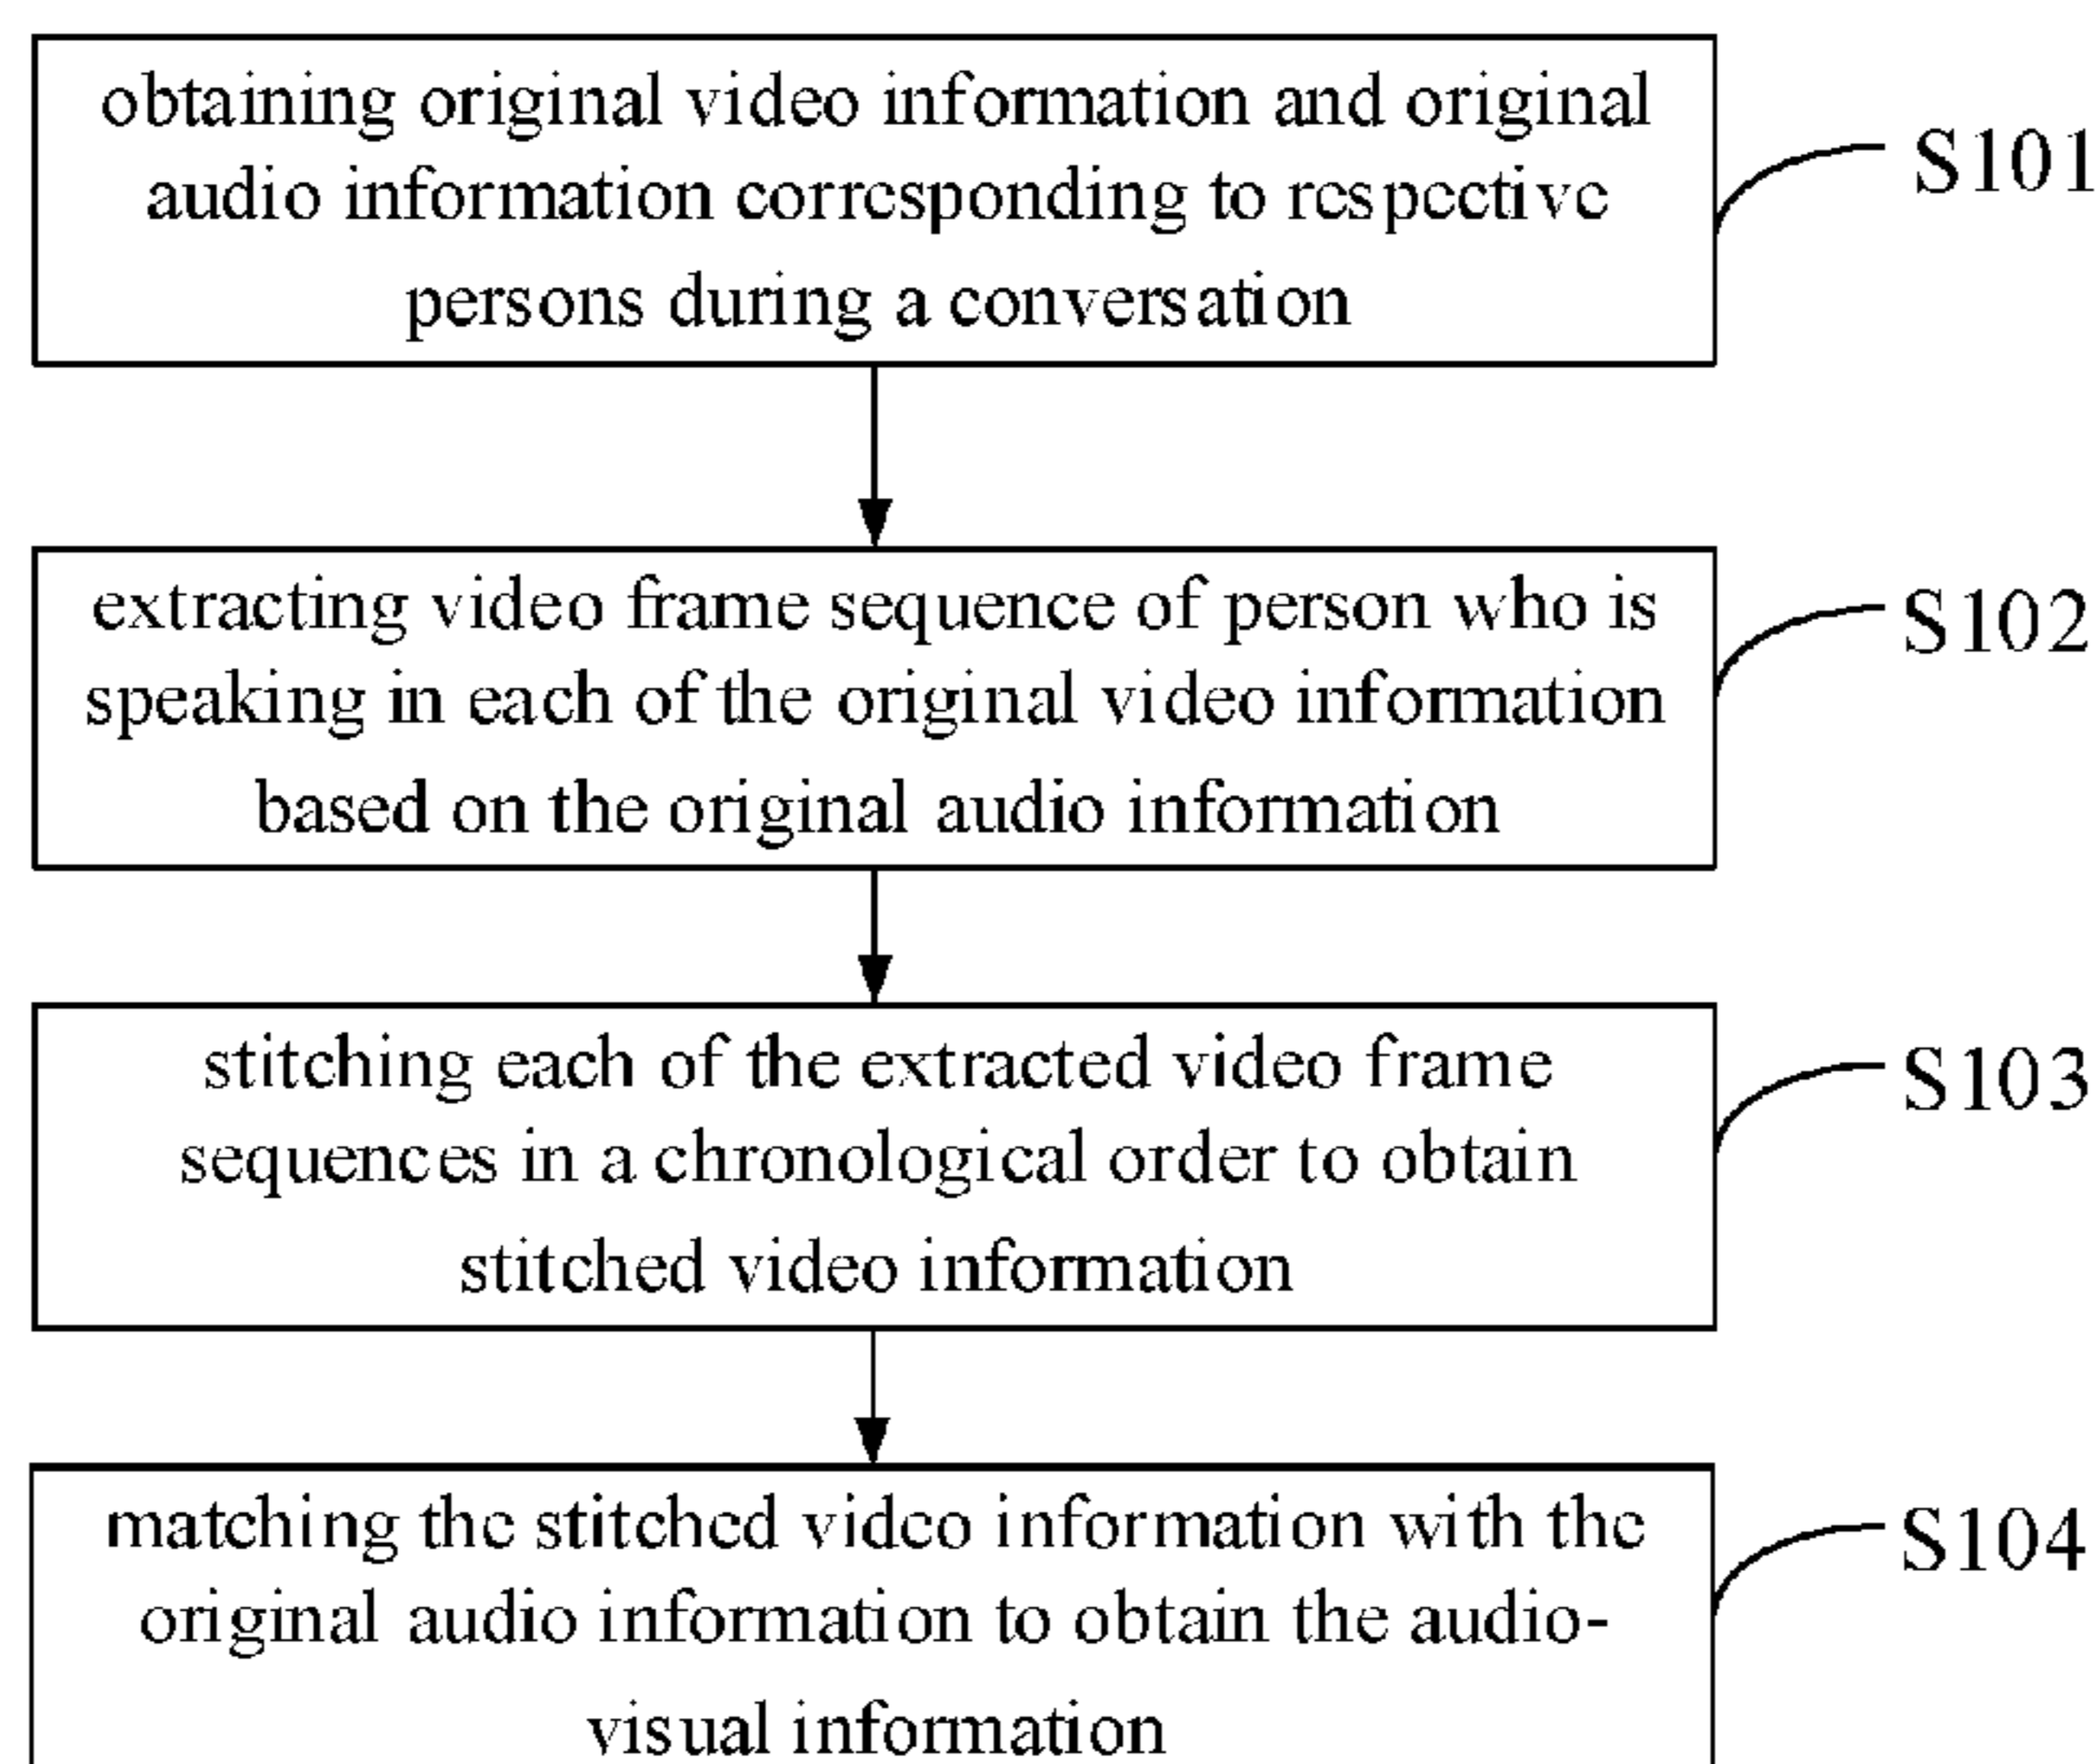 obtaining original video information and original
audio information corresponding to respective
persons during a conversation
S101
extracting video frame sequence of person who is
speaking in each of the original video information
based on the original audio information
S102
stitching each of the extracted video frame
sequences in a chronological order to obtain
stitched video information
S103
matching the stitched video information with the
original audio information to obtain the audio-
visual information
S104